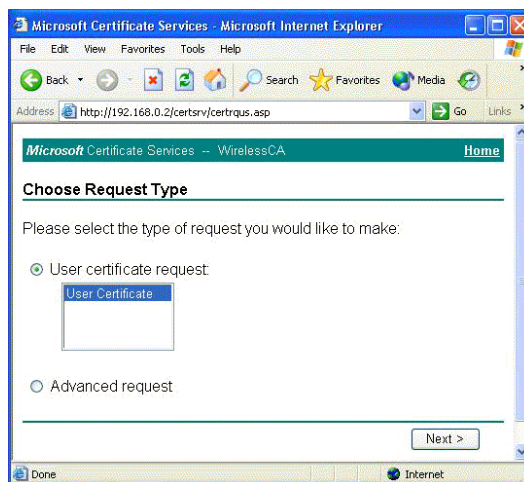 Microsoft Certificate Services - Microsoft Internet Explorer
File Edit View Favorites Tools Help
Back Search Favorites Media
Address http://192.168.0.2/certsrv/certrqus.asp Go Links
Microsoft Certificate Services -- WirelessCA Home
Choose Request Type
Please select the type of request you would like to make:
User certificate request:
User Certificate
Advanced request
Next >
Done Internet